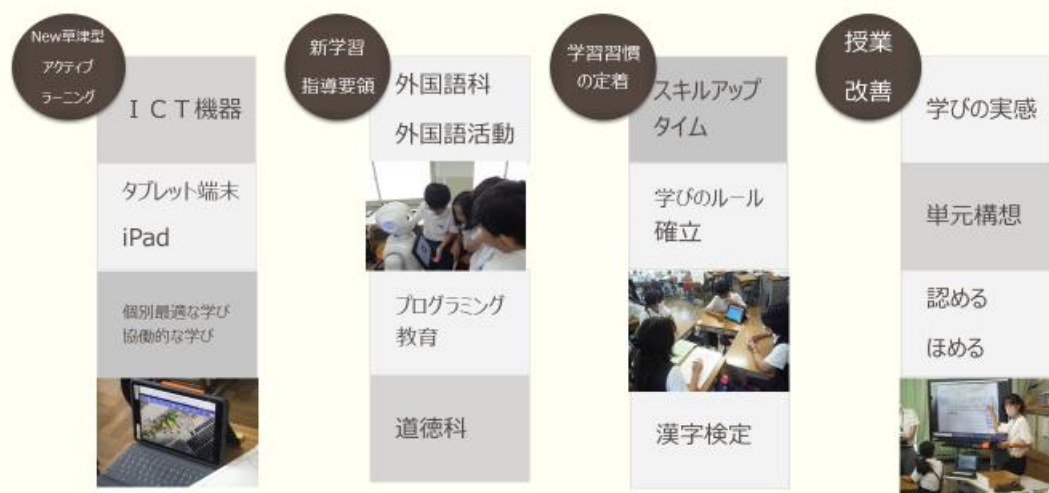 New草津型
アクティブ
ラーニング
ＩＣＴ機器
タブレット端末
iPad
個別最適な学び
協働的な学び
新学習
指導要領
外国語科
外国語活動
プログラミング
教育
道徳科
学習習慣
の定着
スキルアップ
タイム
学びのルール
確立
漢字検定
授業
改善
学びの実感
単元構想
認める
ほめる